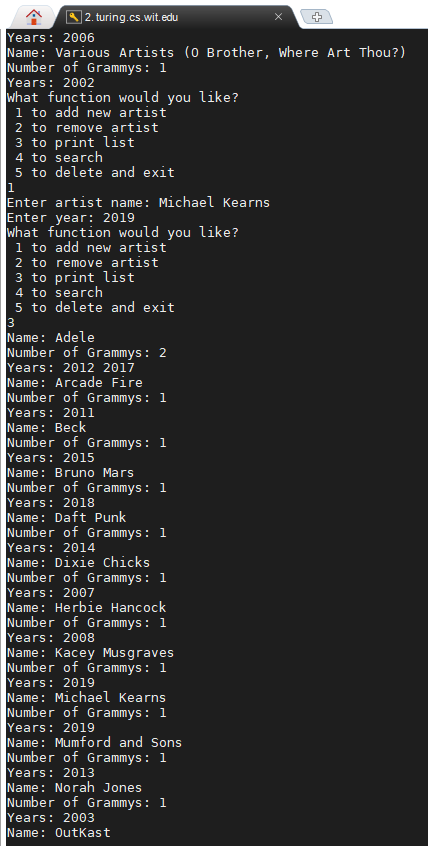 2. turing.cs.wit.edu
Years: 2006
Name: Various Artists (O Brother, Where Art Thou?)
Number of Grammys: 1
Years: 2002
What function would you like?
 1 to add new artist
 2 to remove artist
 3 to print list
 4 to search
 5 to delete and exit
1
Enter artist name: Michael Kearns
Enter year: 2019
What function would you like?
 1 to add new artist
 2 to remove artist
 3 to print list
 4 to search
 5 to delete and exit
3
Name: Adele
Number of Grammys: 2
Years: 2012 2017
Name: Arcade Fire
Number of Grammys: 1
Years: 2011
Name: Beck
Number of Grammys: 1
Years: 2015
Name: Bruno Mars
Number of Grammys: 1
Years: 2018
Name: Daft Punk
Number of Grammys: 1
Years: 2014
Name: Dixie Chicks
Number of Grammys: 1
Years: 2007
Name: Herbie Hancock
Number of Grammys: 1
Years: 2008
Name: Kacey Musgraves
Number of Grammys: 1
Years: 2019
Name: Michael Kearns
Number of Grammys: 1
Years: 2019
Name: Mumford and Sons
Number of Grammys: 1
Years: 2013
Name: Norah Jones
Number of Grammys: 1
Years: 2003
Name: OutKast